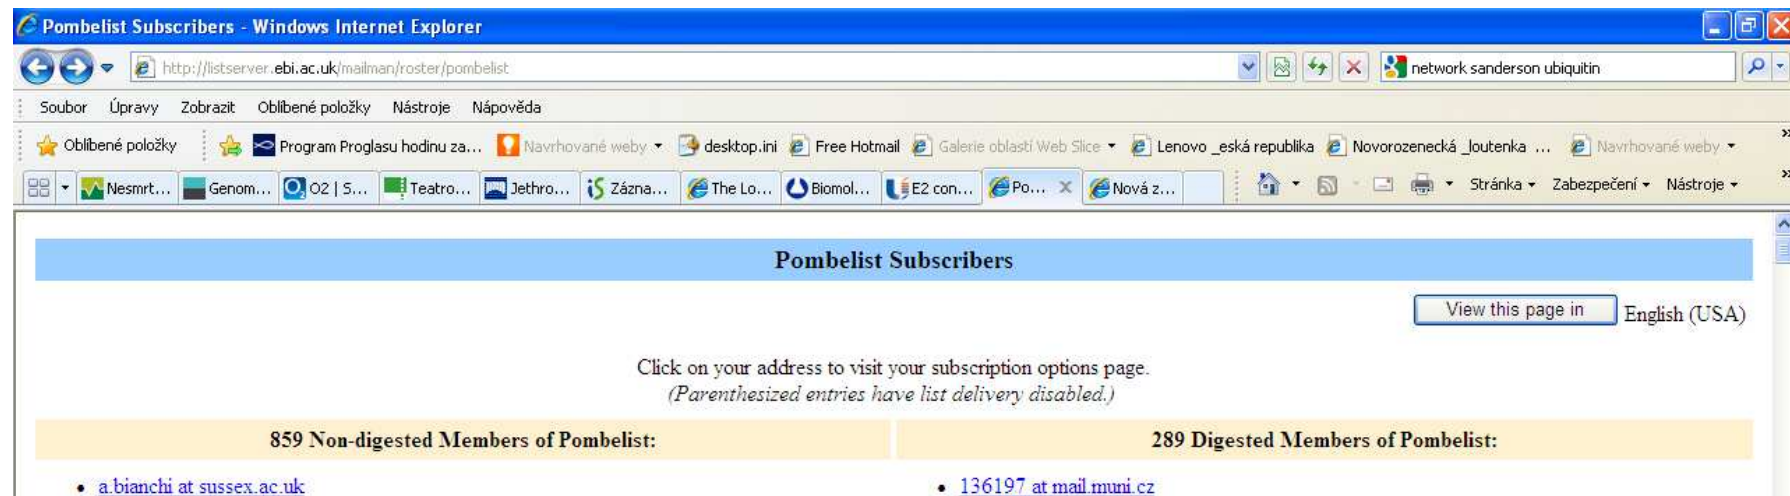 Pombelist Subscribers - Windows Internet Explorer
http://listserver.ebi.ac.uk/mailman/roster/pombelist network sanderson ubiquitin
Soubor Úpravy Zobrazit Oblíbené položky Nástroje Nápověda
Oblíbené položky Program Proglasu hodinu za... Navrhované weby desktop.ini Free Hotmail Galerie oblastí Web Slice Lenovo _eská republika Novorozenecká _loutenka ... Navrhované weby
Nesmrt... Genom... O2 | S... Teatro... Jethro... Zázna... The Lo... Biomol... E2 con... Po... Nová z... Stránka Zabezpečení Nástroje
Pombelist Subscribers
View this page in English (USA)
Click on your address to visit your subscription options page.
(Parenthesized entries have list delivery disabled.)
859 Non-digested Members of Pombelist: 289 Digested Members of Pombelist:
a.bianchi at sussex.ac.uk 136197 at mail.muni.cz